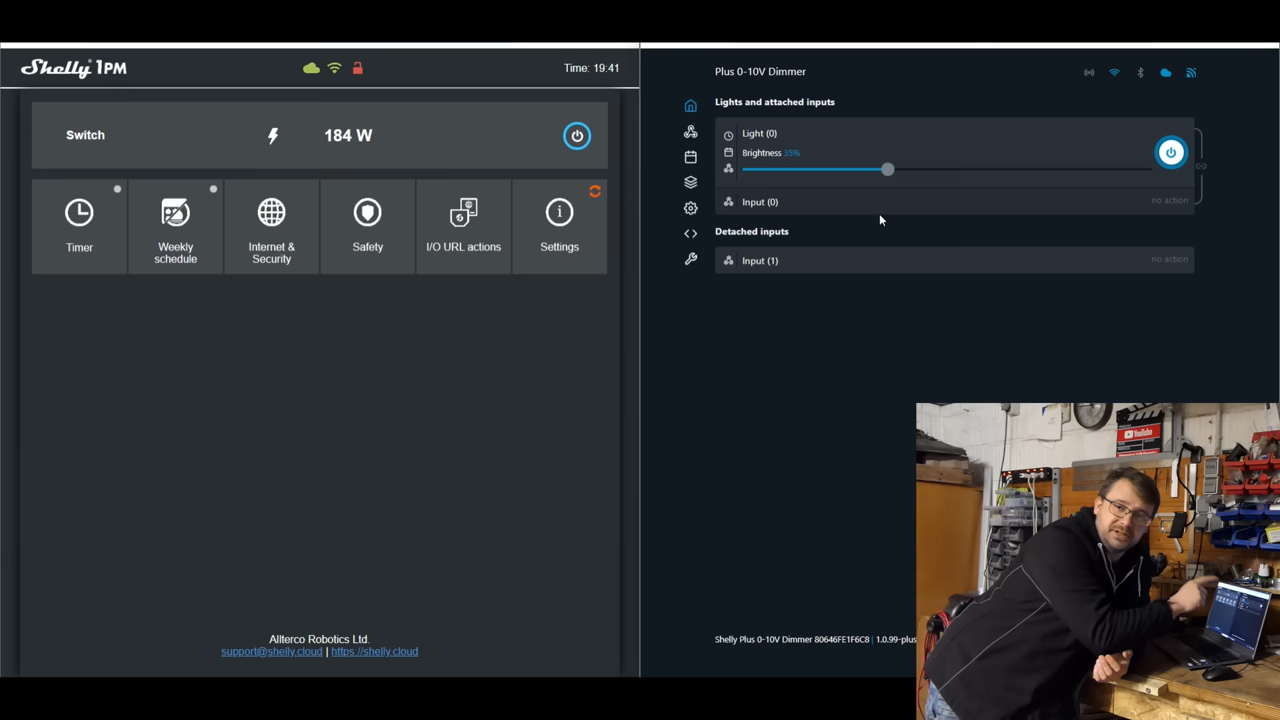 Shelly 1PM
Time: 19:41
Switch
184 W
Timer
Weekly
schedule
Internet &
Security
Safety
I/O URL actions
Settings
Allterco Robotics Ltd.
support@shelly.cloud | https://shelly.cloud
Plus 0-10V Dimmer
Lights and attached inputs
Light (0)
Brightness 35%
Input (0)
no action
Detached inputs
Input (1)
no action
Shelly Plus 0-10V Dimmer 80646FE1F6C8 | 1.0.99-plus
YouTube